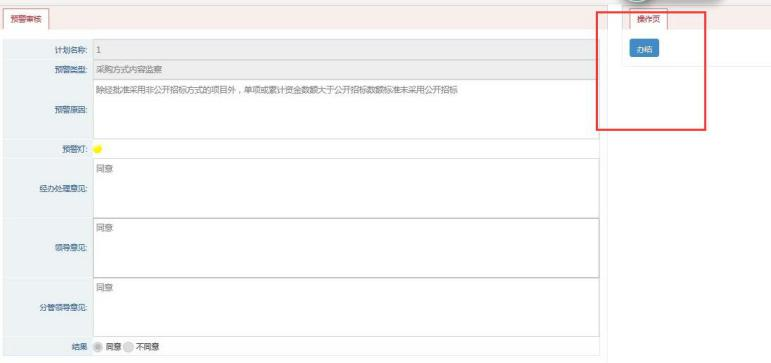 预警审核
计划名称: 1
预警类型: 采购方式内容监察
预警原因: 除经批准采用非公开招标方式的项目外，单项或累计资金数额大于公开招标数额标准未采用公开招标
预警灯:
经办处理意见: 同意
领导意见: 同意
分管领导意见: 同意
结果 同意 不同意
操作页
办结